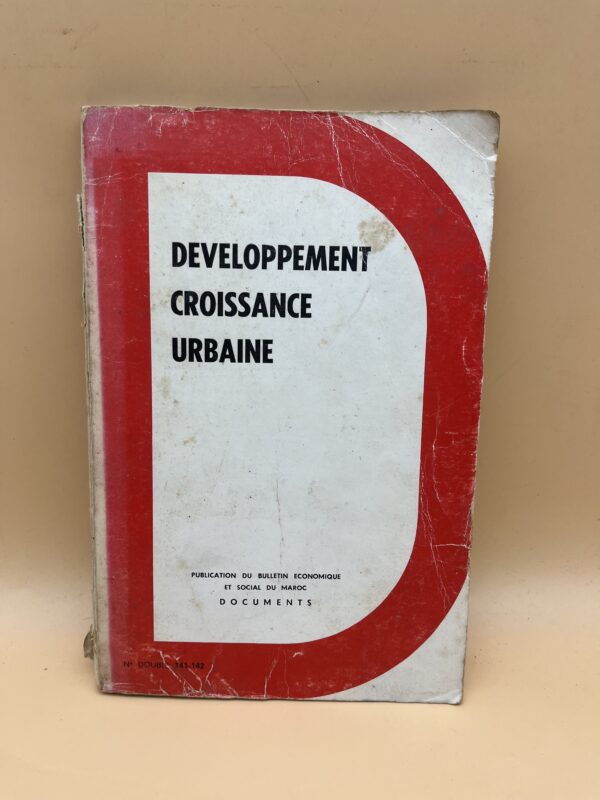 DEVELOPPEMENT
CROISSANCE
URBAINE
PUBLICATION DU BULLETIN ECONOMIQUE
ET SOCIAL DU MAROC
DOCUMENTS
N° DOUBLE 141-142